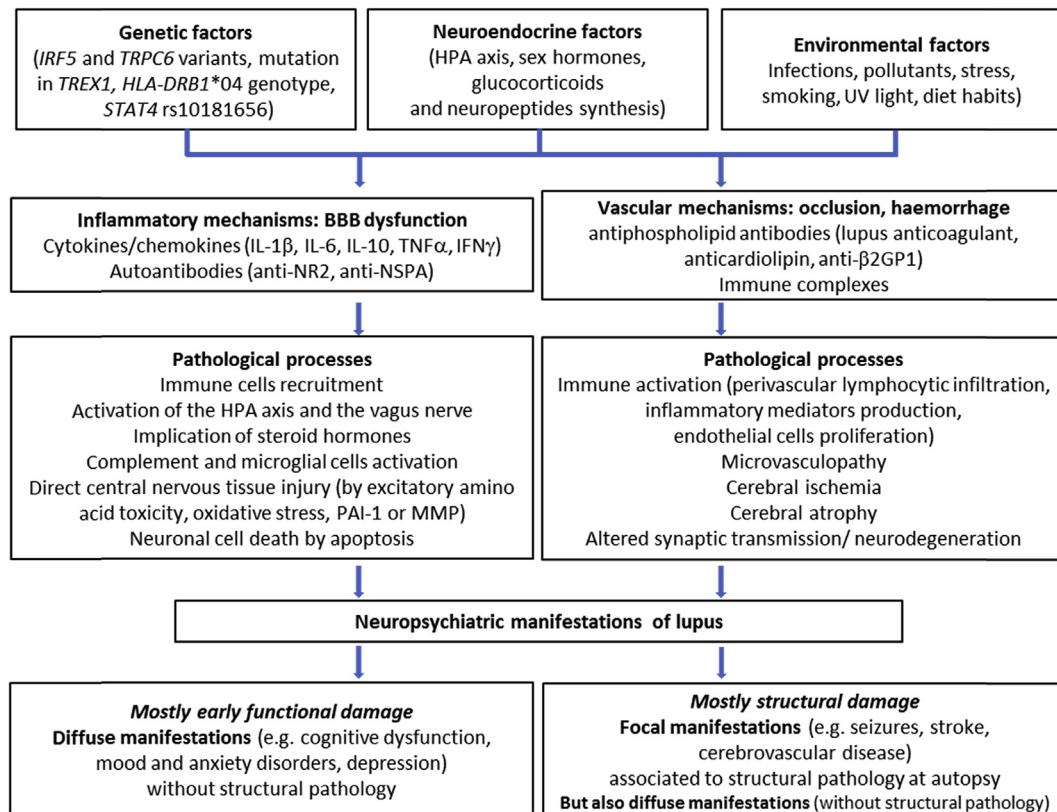 Genetic factors
(IRF5 and TRPC6 variants, mutation
in TREX1, HLA-DRB1*04 genotype,
STAT4 rs10181656)
Neuroendocrine factors
(HPA axis, sex hormones,
glucocorticoids
and neuropeptides synthesis)
Environmental factors
Infections, pollutants, stress,
smoking, UV light, diet habits)
Inflammatory mechanisms: BBB dysfunction
Cytokines/chemokines (IL-1β, IL-6, IL-10, TNFα, IFNγ)
Autoantibodies (anti-NR2, anti-NSPA)
Vascular mechanisms: occlusion, haemorrhage
antiphospholipid antibodies (lupus anticoagulant,
anticardiolipin, anti-β2GP1)
Immune complexes
Pathological processes
Immune cells recruitment
Activation of the HPA axis and the vagus nerve
Implication of steroid hormones
Complement and microglial cells activation
Direct central nervous tissue injury (by excitatory amino
acid toxicity, oxidative stress, PAI-1 or MMP)
Neuronal cell death by apoptosis
Pathological processes
Immune activation (perivascular lymphocytic infiltration,
inflammatory mediators production,
endothelial cells proliferation)
Microvasculopathy
Cerebral ischemia
Cerebral atrophy
Altered synaptic transmission/ neurodegeneration
Neuropsychiatric manifestations of lupus
Mostly early functional damage
Diffuse manifestations (e.g. cognitive dysfunction,
mood and anxiety disorders, depression)
without structural pathology
Mostly structural damage
Focal manifestations (e.g. seizures, stroke,
cerebrovascular disease)
associated to structural pathology at autopsy
But also diffuse manifestations (without structural pathology)